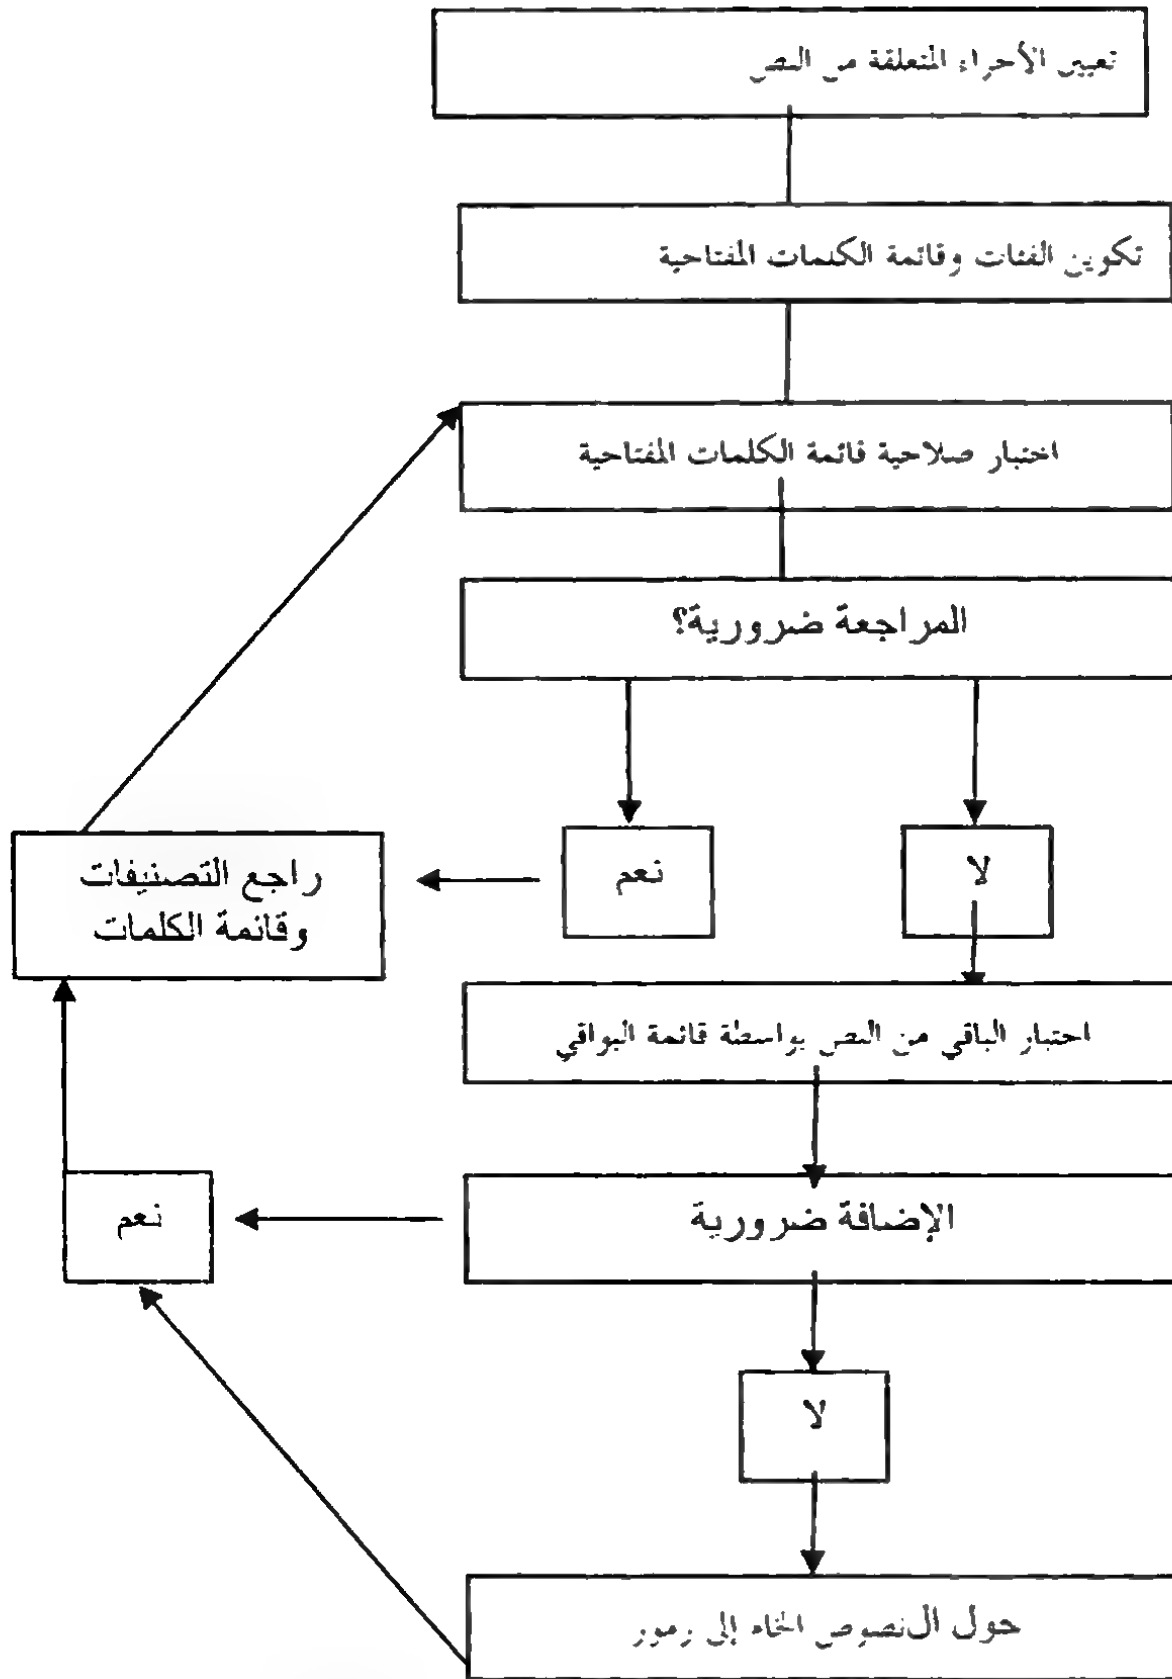 تعيين الأجزاء المتعلقة من النص
تكوين الفئات وقائمة الكلمات المفتاحية
اختبار صلاحية قائمة الكلمات المفتاحية
المراجعة ضرورية؟
لا
نعم
راجع التصنيفات
وقائمة الكلمات
اختبار الباقي من النص بواسطة قائمة البواقي
الإضافة ضرورية
نعم
لا
حول النصوص الخاء إلى رموز